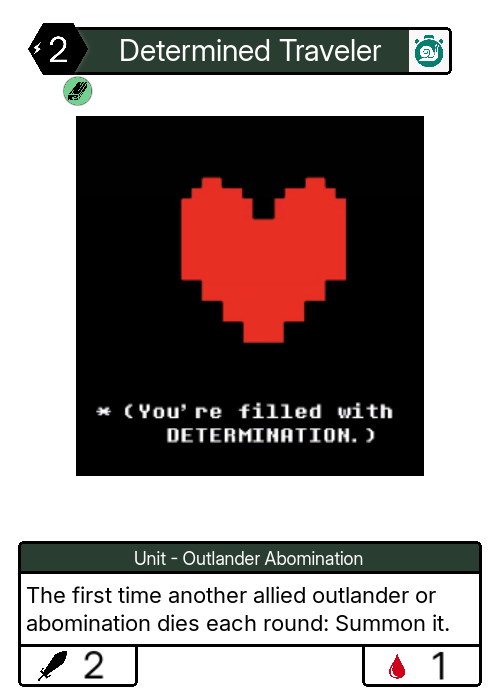 2 Determined Traveler
* (You're filled with
DETERMINATION.)
Unit - Outlander Abomination
The first time another allied outlander or
abomination dies each round: Summon it.
2 1